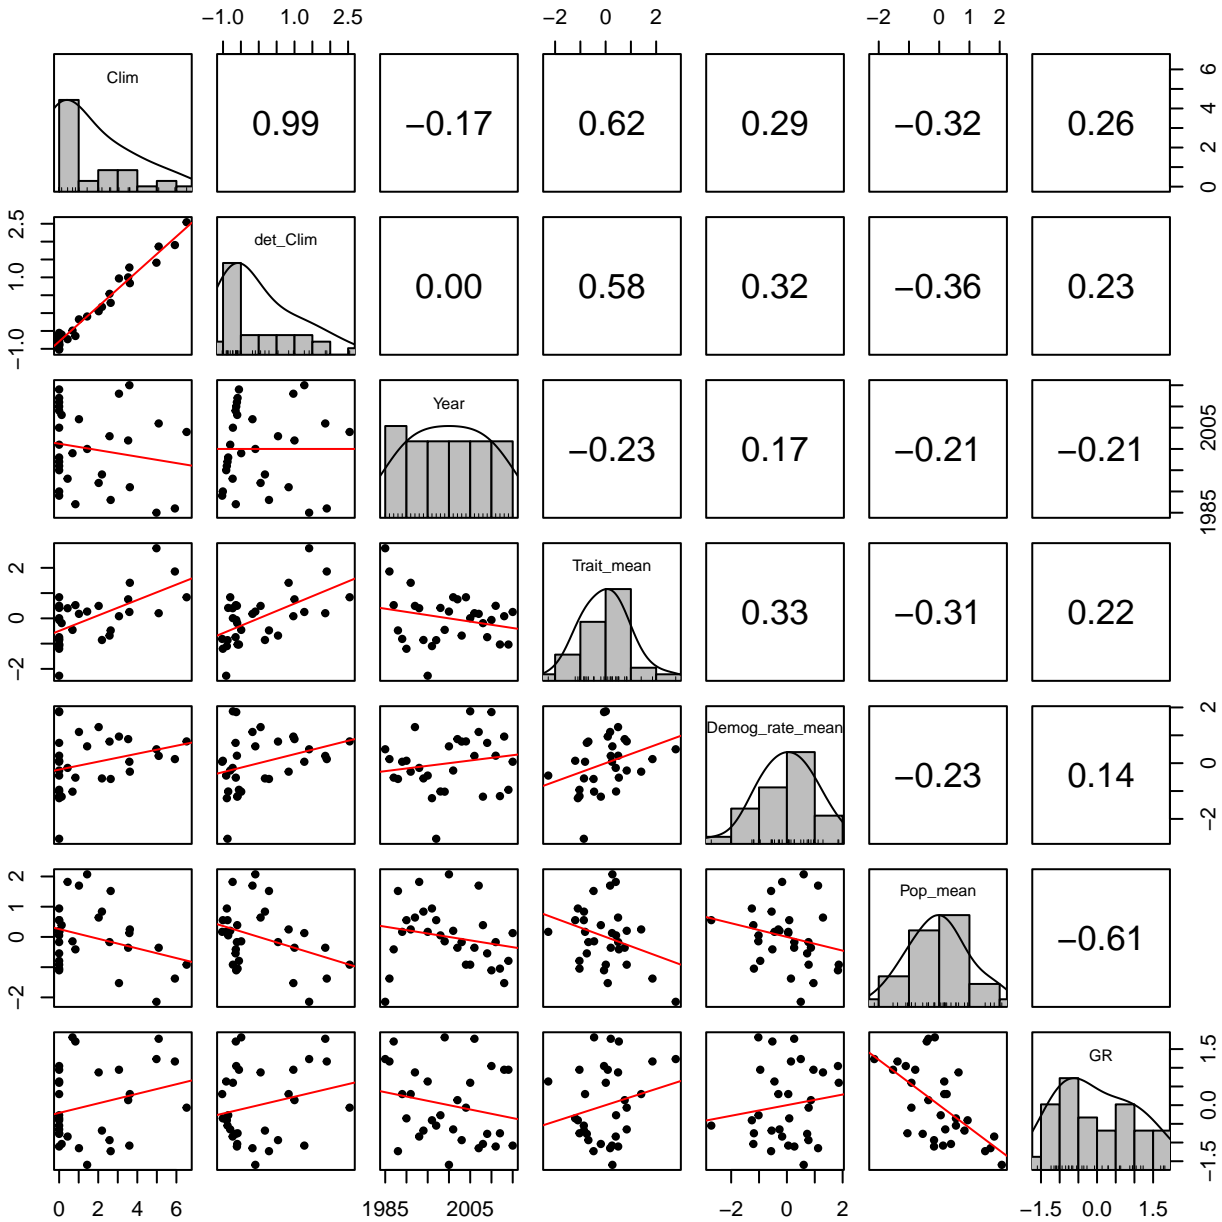 −1.0 1.0 2.5 −2 0 2 −2 0 2
Clim 0.99 −0.17 0.62 0.29 −0.32 0.26 0 2 4 6
−1.0 1.0 2.5 det_Clim 0.00 0.58 0.32 −0.36 0.23
Year −0.23 0.17 −0.21 −0.21 1985 2005
−2 0 2 Trait_mean 0.33 −0.31 0.22
Demog_rate_mean −0.23 0.14 −2 0 2
−2 −1 0 1 2 Pop_mean −0.61
GR −1.5 0.0 1.5
0 2 4 6 1985 2005 −2 0 2 −1.5 0.0 1.5